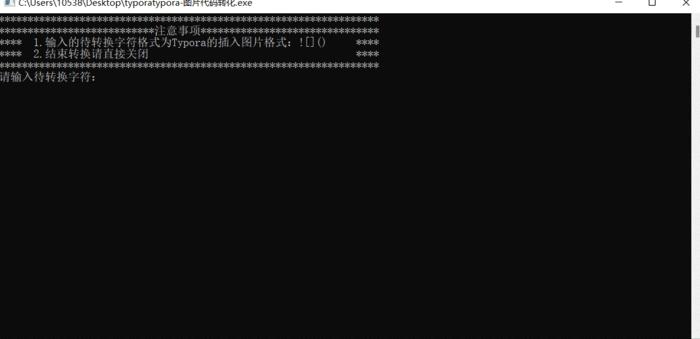 C:\Users\10538\Desktop\typoratypora-图片代码转化.exe
******************************************************************
***************************注意事项*******************************
****  1.输入的待转换字符格式为Typora的插入图片格式：![]()     ****
****  2.结束转换请直接关闭                                    ****
******************************************************************
请输入待转换字符：